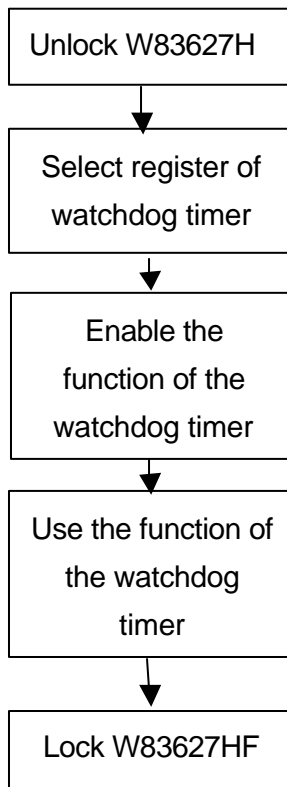 Unlock W83627H
Select register of
watchdog timer
Enable the
function of the
watchdog timer
Use the function of
the watchdog
timer
Lock W83627HF